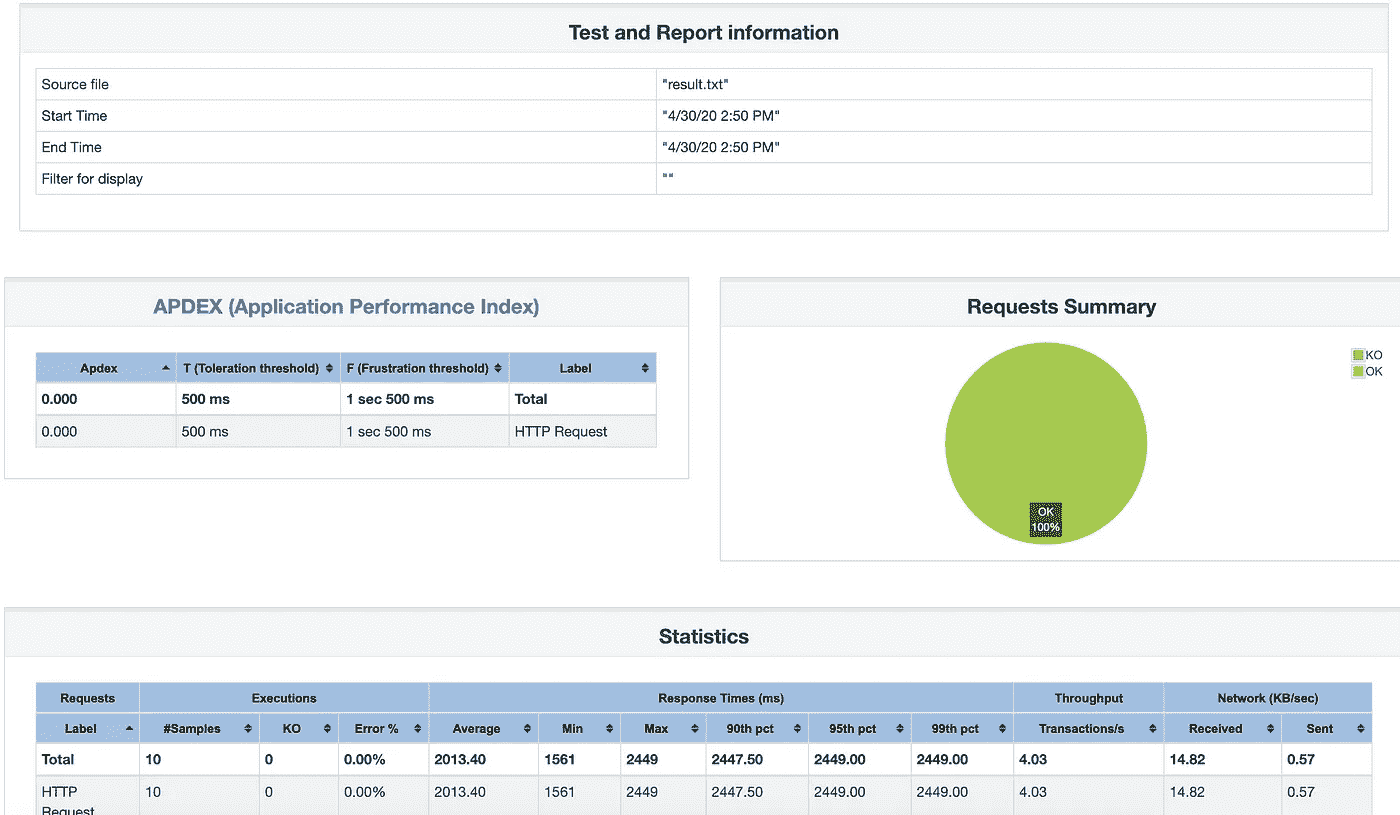 Test and Report information
Source file "result.txt"
Start Time "4/30/20 2:50 PM"
End Time "4/30/20 2:50 PM"
Filter for display ""
APDEX (Application Performance Index)
Apdex T (Toleration threshold) F (Frustration threshold) Label
0.000 500 ms 1 sec 500 ms Total
0.000 500 ms 1 sec 500 ms HTTP Request
Requests Summary
KO
OK
OK
100%
Statistics
Requests Executions Response Times (ms) Throughput Network (KB/sec)
Label #Samples KO Error % Average Min Max 90th pct 95th pct 99th pct Transactions/s Received Sent
Total 10 0 0.00% 2013.40 1561 2449 2447.50 2449.00 2449.00 4.03 14.82 0.57
HTTP 10 0 0.00% 2013.40 1561 2449 2447.50 2449.00 2449.00 4.03 14.82 0.57
Request